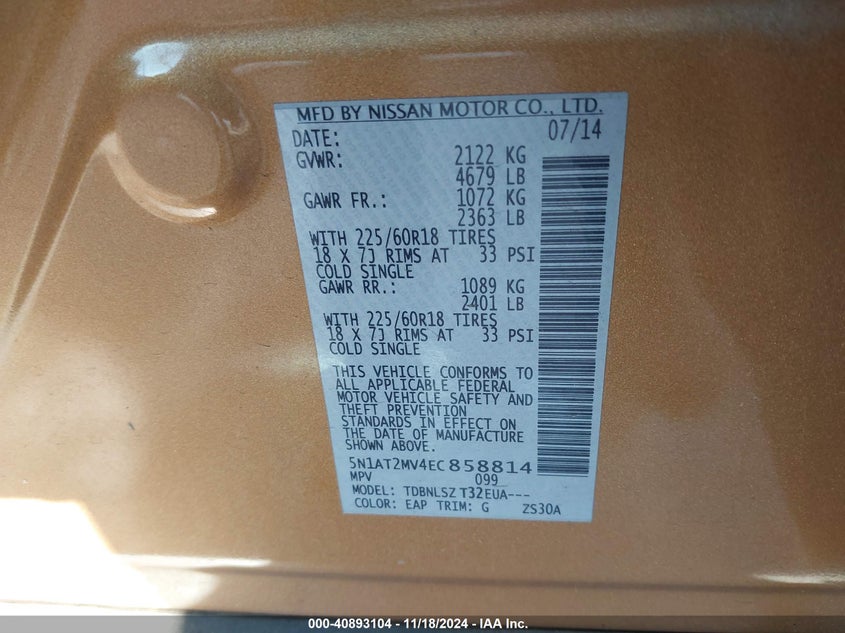 MFD BY NISSAN MOTOR CO., LTD.
DATE: 07/14
GVWR: 2122 KG
4679 LB
GAWR FR.: 1072 KG
2363 LB
WITH 225/60R18 TIRES
18 X 7J RIMS AT 33 PSI
COLD SINGLE
GAWR RR.: 1089 KG
2401 LB
WITH 225/60R18 TIRES
18 X 7J RIMS AT 33 PSI
COLD SINGLE
THIS VEHICLE CONFORMS TO
ALL APPLICABLE FEDERAL
MOTOR VEHICLE SAFETY AND
THEFT PREVENTION
STANDARDS IN EFFECT ON
THE DATE OF MANUFACTURE
SHOWN ABOVE.
5N1AT2MV4EC858814
MPV 099
MODEL: TDBNLSZ T32EUA---
COLOR: EAP TRIM: G ZS30A
000-40893104 - 11/18/2024 - IAA Inc.